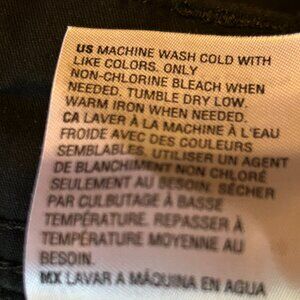 US MACHINE WASH COLD WITH
LIKE COLORS. ONLY
NON-CHLORINE BLEACH WHEN
NEEDED. TUMBLE DRY LOW.
WARM IRON WHEN NEEDED.
CA LAVER À LA MACHINE À L'EAU
FROIDE AVEC DES COULEURS
SEMBLABLES. UTILISER UN AGENT
DE BLANCHIMENT NON CHLORÉ
SEULEMENT AU BESOIN. SÉCHER
PAR CULBUTAGE À BASSE
TEMPÉRATURE. REPASSER À
TEMPÉRATURE MOYENNE AU
BESOIN.
MX LAVAR A MÁQUINA EN AGUA